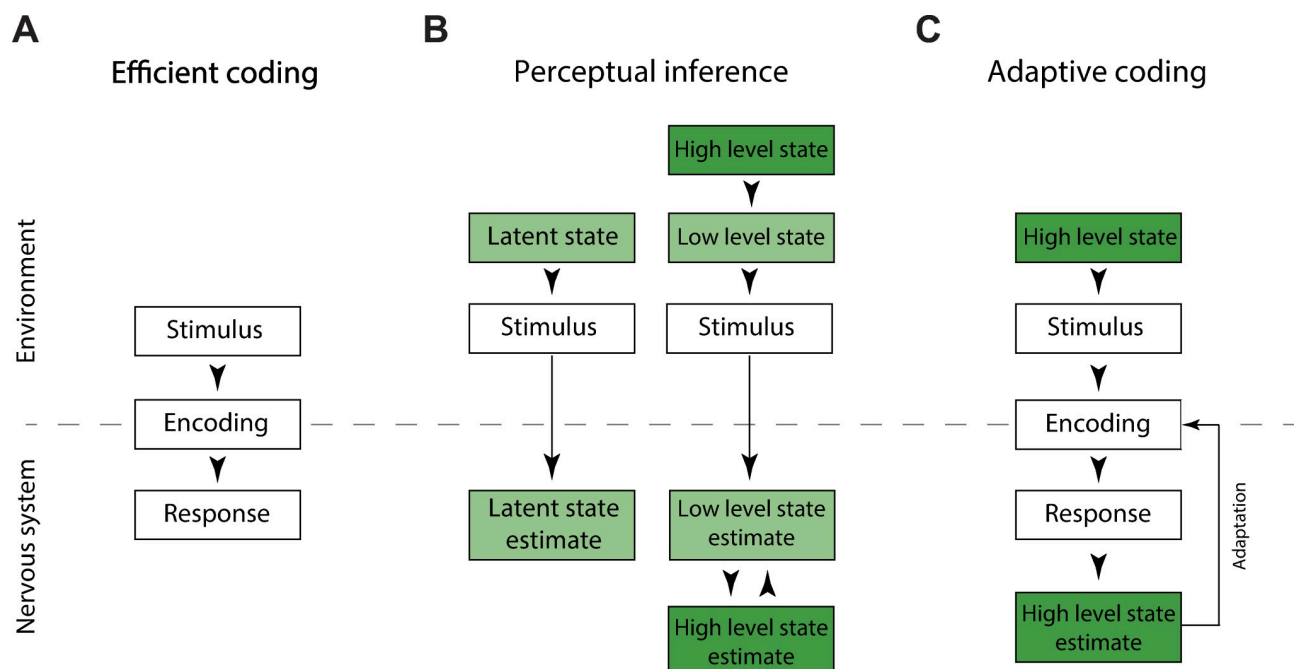 A
B
C
Efficient coding
Perceptual inference
Adaptive coding
Environment
Nervous system
Stimulus
Encoding
Response
Latent state
Stimulus
Latent state
estimate
High level state
Low level state
Stimulus
Low level state
estimate
High level state
estimate
High level state
Stimulus
Encoding
Response
High level state
estimate
Adaptation